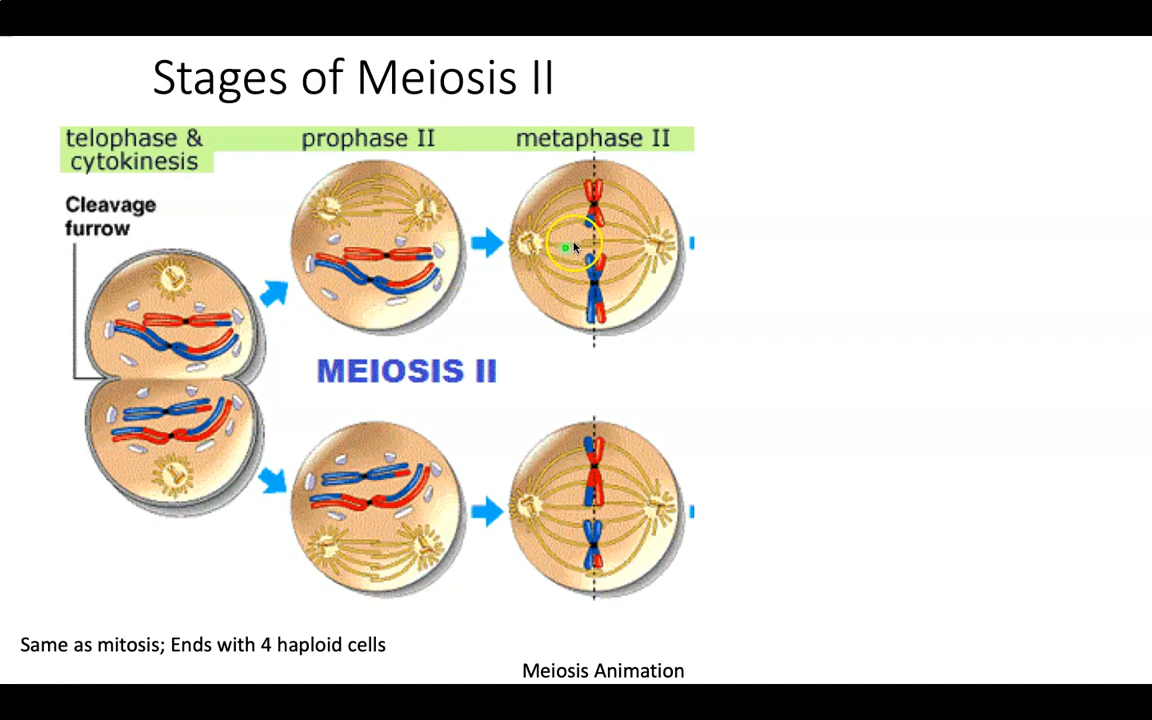 Stages of Meiosis II
telophase &
cytokinesis
prophase II
metaphase II
Cleavage
furrow
MEIOSIS II
Same as mitosis; Ends with 4 haploid cells
Meiosis Animation